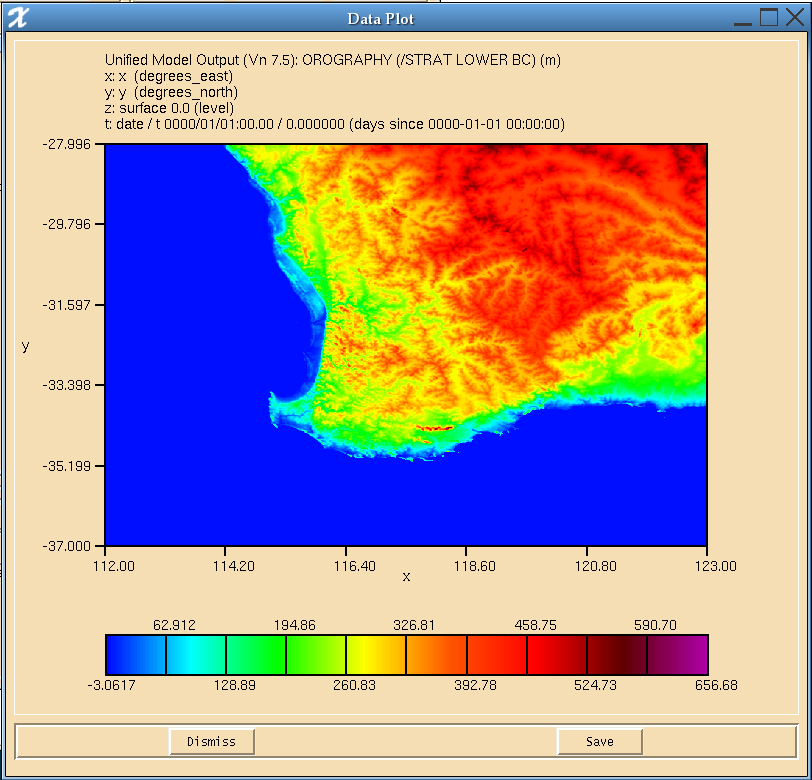 Data Plot
Unified Model Output (Vn 7.5): OROGRAPHY (/STRAT LOWER BC) (m)
x: x (degrees_east)
y: y (degrees_north)
z: surface 0.0 (level)
t: date / t 0000/01/01:00.00 / 0.000000 (days since 0000-01-01 00:00:00)
-27.996
-29.796
-31.597
y
-33.398
-35.199
-37.000
112.00 114.20 116.40 118.60 120.80 123.00
x
62.912 194.86 326.81 458.75 590.70
-3.0617 128.89 260.83 392.78 524.73 656.68
Dismiss Save